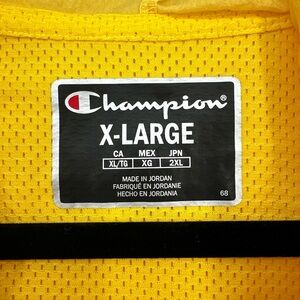 Champion
X-LARGE
CA MEX JPN
XL/TG XG 2XL
MADE IN JORDAN
FABRIQUÉ EN JORDANIE
HECHO EN JORDANIA
68